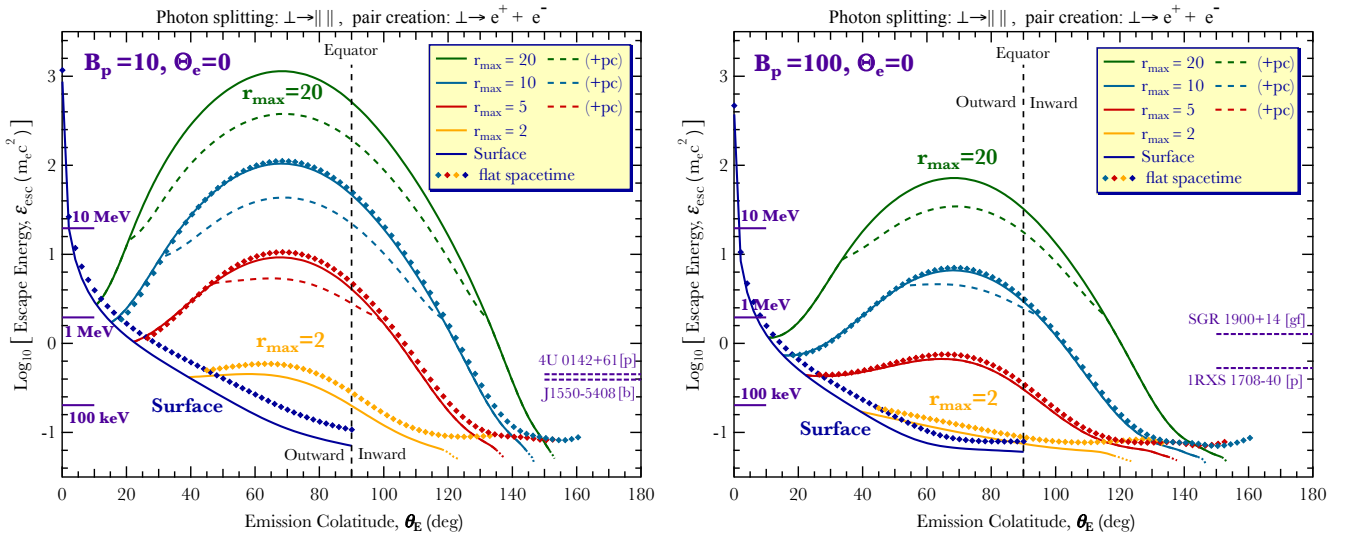 Photon splitting: ⊥→∥ ∥ , pair creation: ⊥→ e⁺ + e⁻
Bₚ =10, Θₑ=0
Equator
r_max = 20 (+pc)
r_max = 10 (+pc)
r_max = 5 (+pc)
r_max = 2
Surface
flat spacetime
r_max=20
10 MeV
1 MeV
100 keV
r_max=2
Surface
4U 0142+61[p]
J1550-5408[b]
Outward
Inward
3
2
1
0
-1
0 20 40 60 80 100 120 140 160 180
Log₁₀ [ Escape Energy, ε_esc ( mₑc² ) ]
Emission Colatitude, θ_E (deg)
Photon splitting: ⊥→∥ ∥ , pair creation: ⊥→ e⁺ + e⁻
Bₚ =100, Θₑ=0
Equator
Outward
Inward
r_max = 20 (+pc)
r_max = 10 (+pc)
r_max = 5 (+pc)
r_max = 2
Surface
flat spacetime
r_max=20
10 MeV
1 MeV
100 keV
SGR 1900+14 [gf]
1RXS 1708-40 [p]
r_max=2
Surface
3
2
1
0
-1
0 20 40 60 80 100 120 140 160 180
Log₁₀ [ Escape Energy, ε_esc ( mₑc² ) ]
Emission Colatitude, θ_E (deg)